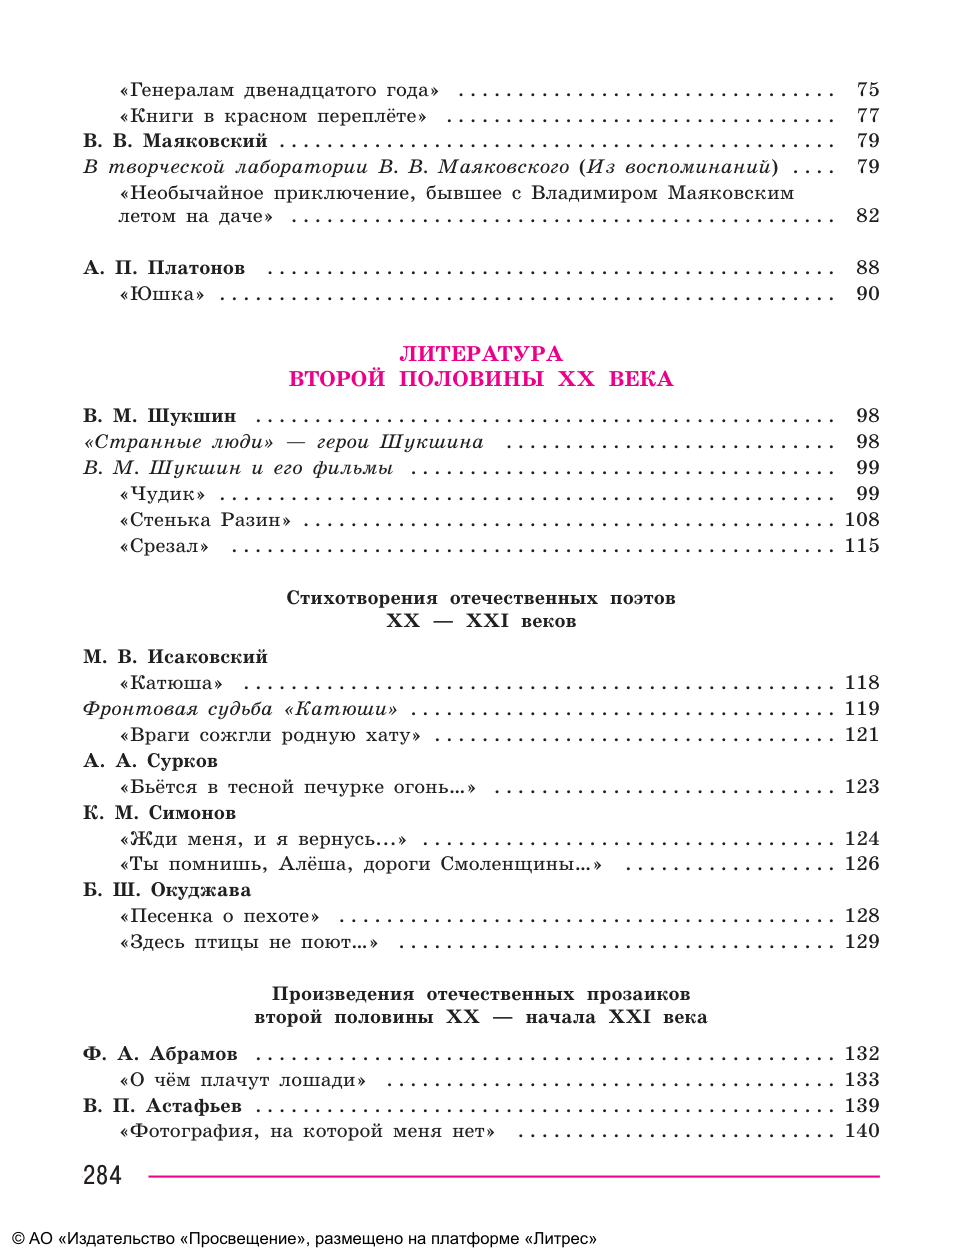 «Генералам двенадцатого года» . . . . . . . . . . . . . . . . . . . . . . . . . . . . . . . . 75
«Книги в красном переплёте» . . . . . . . . . . . . . . . . . . . . . . . . . . . . . . . . . 77
В. В. Маяковский . . . . . . . . . . . . . . . . . . . . . . . . . . . . . . . . . . . . . . . . . . . . . . . 79
В творческой лаборатории В. В. Маяковского (Из воспоминаний) . . . . 79
«Необычайное приключение, бывшее с Владимиром Маяковским
летом на даче» . . . . . . . . . . . . . . . . . . . . . . . . . . . . . . . . . . . . . . . . . . . . . . 82
А. П. Платонов . . . . . . . . . . . . . . . . . . . . . . . . . . . . . . . . . . . . . . . . . . . . . . . . 88
«Юшка» . . . . . . . . . . . . . . . . . . . . . . . . . . . . . . . . . . . . . . . . . . . . . . . . . . . . 90
ЛИТЕРАТУРА
ВТОРОЙ ПОЛОВИНЫ XX ВЕКА
В. М. Шукшин . . . . . . . . . . . . . . . . . . . . . . . . . . . . . . . . . . . . . . . . . . . . . . . . . 98
«Странные люди» — герои Шукшина . . . . . . . . . . . . . . . . . . . . . . . . . . . . 98
В. М. Шукшин и его фильмы . . . . . . . . . . . . . . . . . . . . . . . . . . . . . . . . . . . . 99
«Чудик» . . . . . . . . . . . . . . . . . . . . . . . . . . . . . . . . . . . . . . . . . . . . . . . . . . . . 99
«Стенька Разин» . . . . . . . . . . . . . . . . . . . . . . . . . . . . . . . . . . . . . . . . . . . . . 108
«Срезал» . . . . . . . . . . . . . . . . . . . . . . . . . . . . . . . . . . . . . . . . . . . . . . . . . . . 115
Стихотворения отечественных поэтов
XX — XXI веков
М. В. Исаковский
«Катюша» . . . . . . . . . . . . . . . . . . . . . . . . . . . . . . . . . . . . . . . . . . . . . . . . . . 118
Фронтовая судьба «Катюши» . . . . . . . . . . . . . . . . . . . . . . . . . . . . . . . . . . . . 119
«Враги сожгли родную хату» . . . . . . . . . . . . . . . . . . . . . . . . . . . . . . . . . . 121
А. А. Сурков
«Бьётся в тесной печурке огонь...» . . . . . . . . . . . . . . . . . . . . . . . . . . . . . 123
К. М. Симонов
«Жди меня, и я вернусь...» . . . . . . . . . . . . . . . . . . . . . . . . . . . . . . . . . . . 124
«Ты помнишь, Алёша, дороги Смоленщины...» . . . . . . . . . . . . . . . . . . 126
Б. Ш. Окуджава
«Песенка о пехоте» . . . . . . . . . . . . . . . . . . . . . . . . . . . . . . . . . . . . . . . . . . 128
«Здесь птицы не поют...» . . . . . . . . . . . . . . . . . . . . . . . . . . . . . . . . . . . . . 129
Произведения отечественных прозаиков
второй половины XX — начала XXI века
Ф. А. Абрамов . . . . . . . . . . . . . . . . . . . . . . . . . . . . . . . . . . . . . . . . . . . . . . . . . 132
«О чём плачут лошади» . . . . . . . . . . . . . . . . . . . . . . . . . . . . . . . . . . . . . . 133
В. П. Астафьев . . . . . . . . . . . . . . . . . . . . . . . . . . . . . . . . . . . . . . . . . . . . . . . . . 139
«Фотография, на которой меня нет» . . . . . . . . . . . . . . . . . . . . . . . . . . . 140
284
© АО «Издательство «Просвещение», размещено на платформе «Литрес»